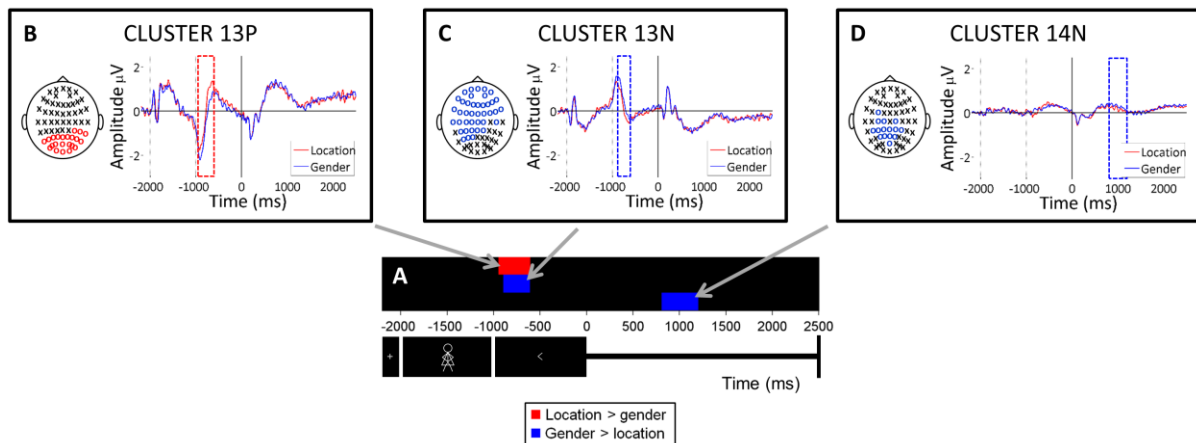 B CLUSTER 13P
Amplitude µV
2
0
-2
Location
Gender
-2000 -1000 0 1000 2000
Time (ms)
C CLUSTER 13N
Amplitude µV
2
0
-2
Location
Gender
-2000 -1000 0 1000 2000
Time (ms)
D CLUSTER 14N
Amplitude µV
2
0
-2
Location
Gender
-2000 -1000 0 1000 2000
Time (ms)
A
-2000 -1500 -1000 -500 0 500 1000 1500 2000 2500
+ <
Time (ms)
Location > gender
Gender > location